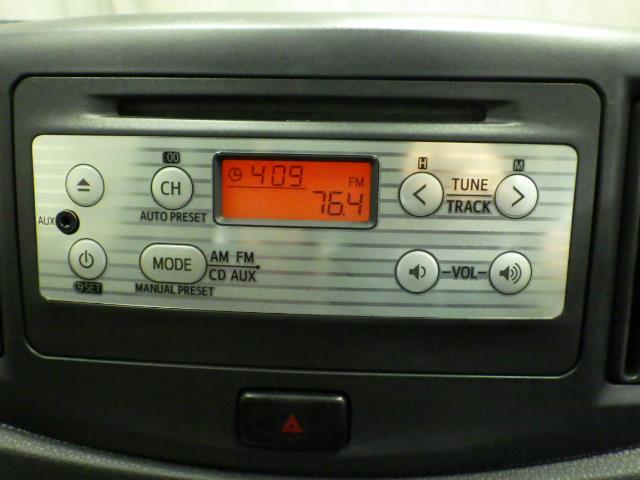 :00
H
M
4:09
FM
76.4
CH
AUTO PRESET
< TUNE >
TRACK
AUX
MODE
AM FM
CD AUX
MANUAL PRESET
SET
-VOL-